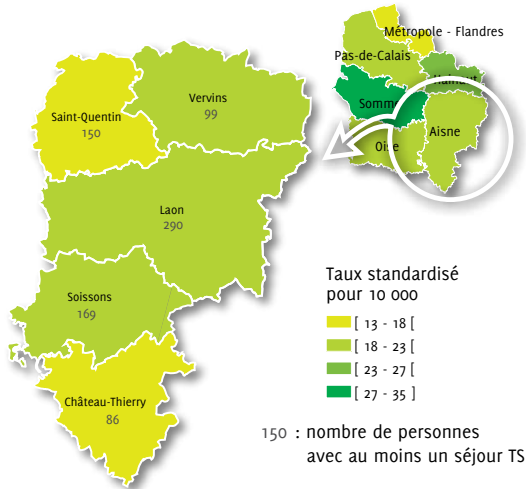 Métropole - Flandres
Pas-de-Calais
Hainaut
Somme
Aisne
Oise
Saint-Quentin
150
Vervins
99
Laon
290
Soissons
169
Château-Thierry
86
Taux standardisé
pour 10 000
[ 13 - 18 [
[ 18 - 23 [
[ 23 - 27 [
[ 27 - 35 ]
150 : nombre de personnes
avec au moins un séjour TS